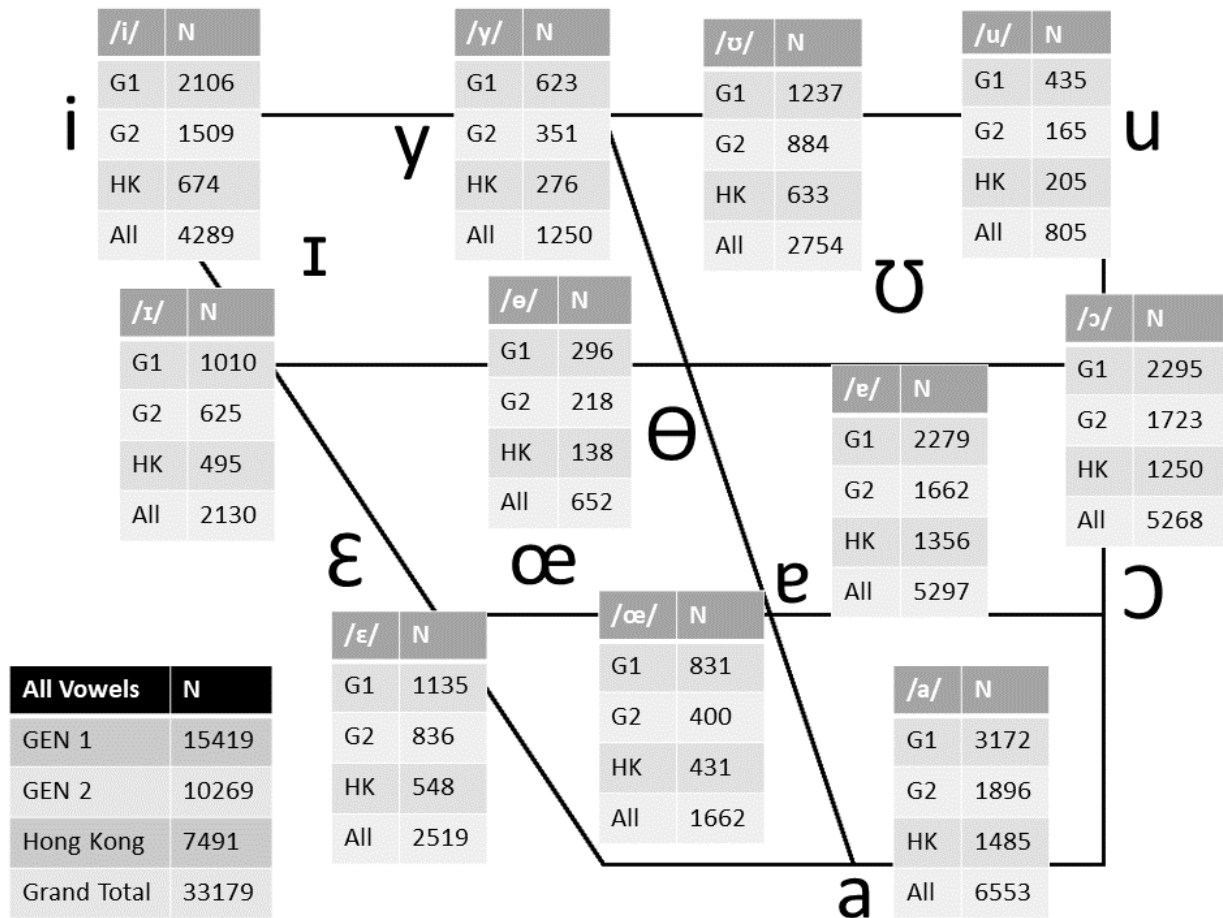 /i/ N
G1 2106
G2 1509
HK 674
All 4289
/y/ N
G1 623
G2 351
HK 276
All 1250
/ʊ/ N
G1 1237
G2 884
HK 633
All 2754
/u/ N
G1 435
G2 165
HK 205
All 805
i
y
u
ɪ
ʊ
/ɪ/ N
G1 1010
G2 625
HK 495
All 2130
/ɵ/ N
G1 296
G2 218
HK 138
All 652
/ɐ/ N
G1 2279
G2 1662
HK 1356
All 5297
/ɔ/ N
G1 2295
G2 1723
HK 1250
All 5268
ɵ
ɛ
œ
ɐ
ɔ
/ɛ/ N
G1 1135
G2 836
HK 548
All 2519
/œ/ N
G1 831
G2 400
HK 431
All 1662
/a/ N
G1 3172
G2 1896
HK 1485
All 6553
a
All Vowels N
GEN 1 15419
GEN 2 10269
Hong Kong 7491
Grand Total 33179